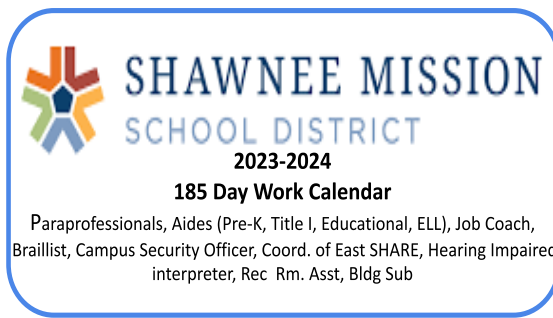 SHAWNEE MISSION
SCHOOL DISTRICT
2023-2024
185 Day Work Calendar
Paraprofessionals, Aides (Pre-K, Title I, Educational, ELL), Job Coach,
Braillist, Campus Security Officer, Coord. of East SHARE, Hearing Impaired
interpreter, Rec Rm. Asst, Bldg Sub